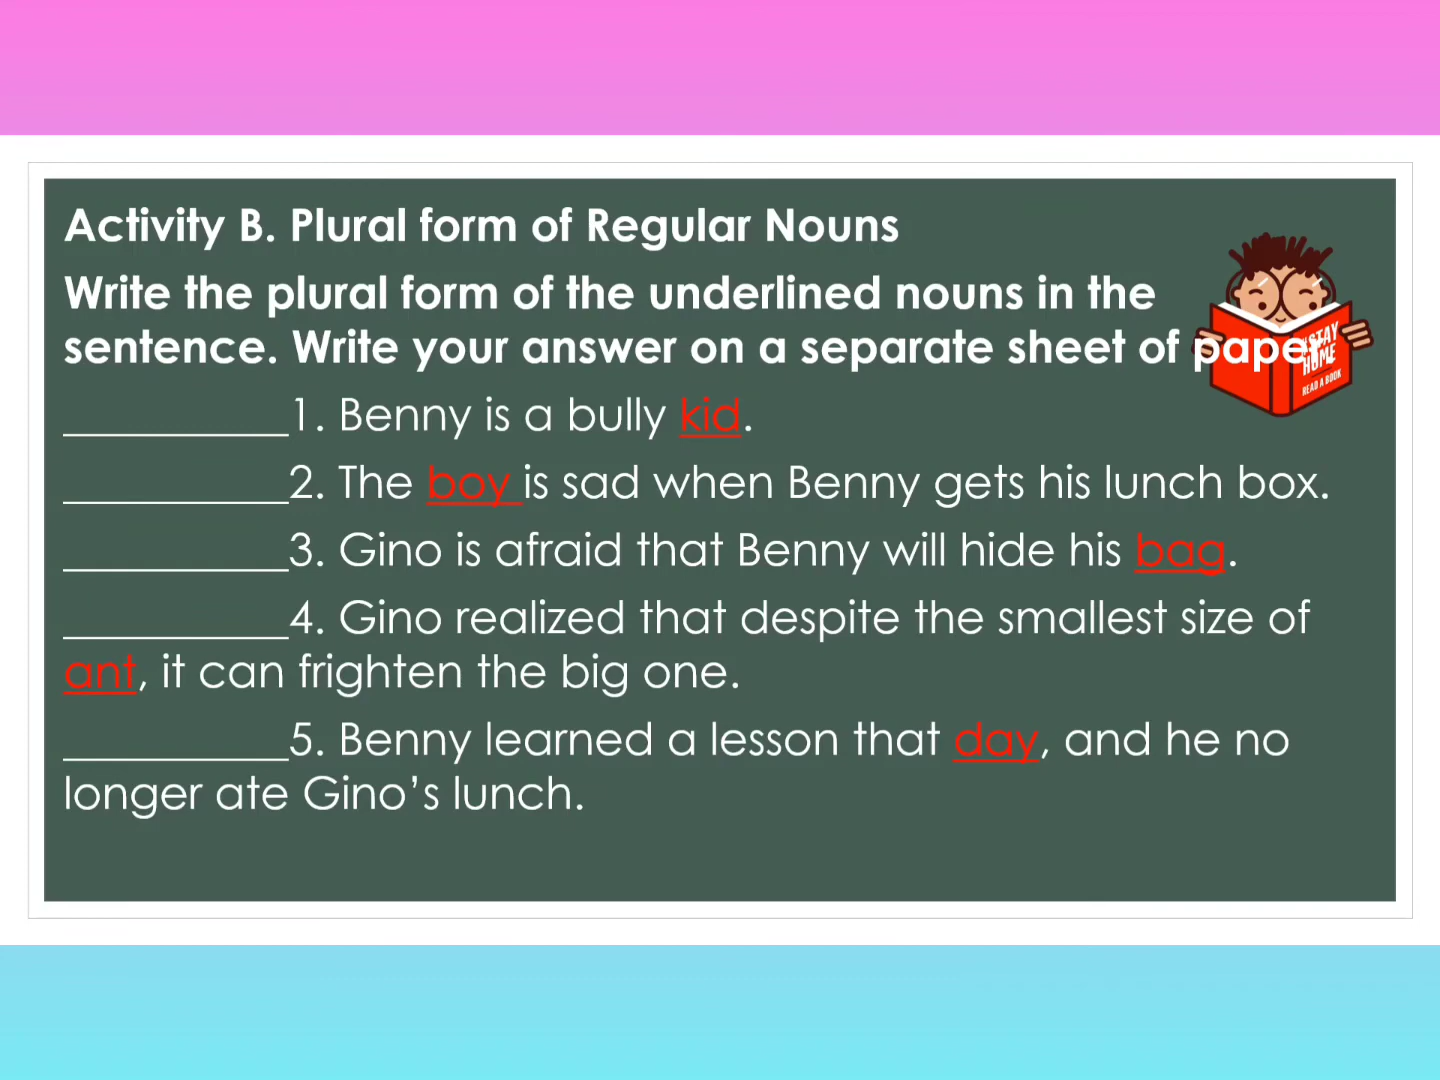 Activity B. Plural form of Regular Nouns
Write the plural form of the underlined nouns in the
sentence. Write your answer on a separate sheet of paper.
__________1. Benny is a bully kid.
__________2. The boy is sad when Benny gets his lunch box.
__________3. Gino is afraid that Benny will hide his bag.
__________4. Gino realized that despite the smallest size of
ant, it can frighten the big one.
__________5. Benny learned a lesson that day, and he no
longer ate Gino’s lunch.
#STAY
HOME
READ A BOOK